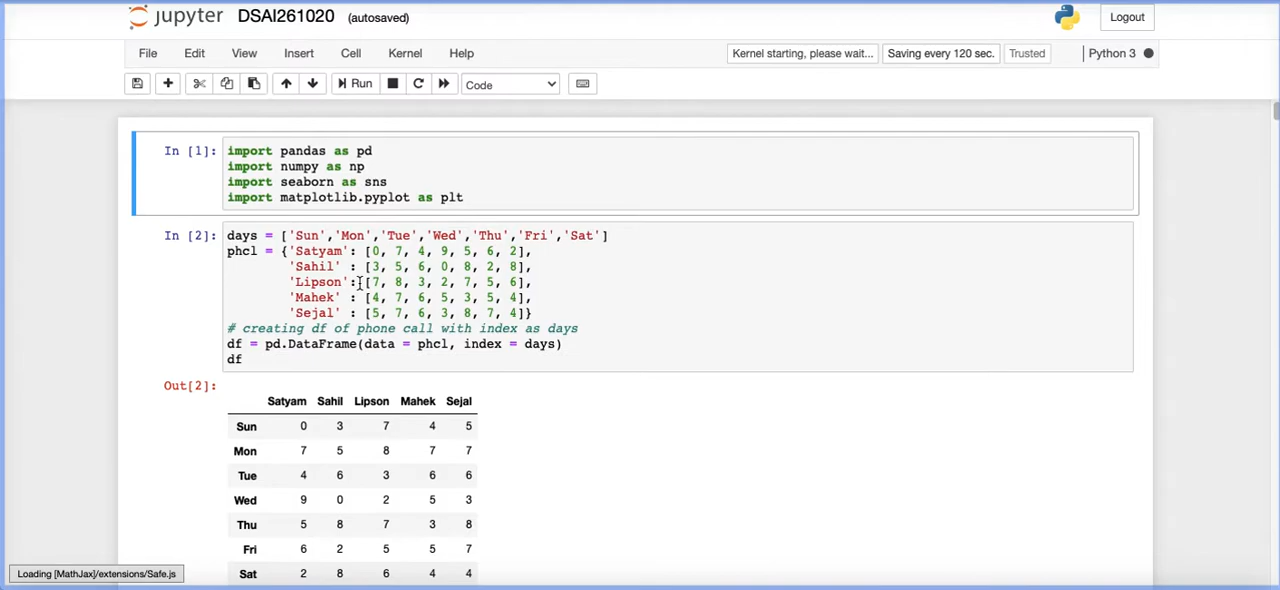 jupyter DSAI261020 (autosaved) Logout
File Edit View Insert Cell Kernel Help Kernel starting, please wait... Saving every 120 sec. Trusted Python 3
Run Code
In [1]: import pandas as pd
import numpy as np
import seaborn as sns
import matplotlib.pyplot as plt
In [2]: days = ['Sun','Mon','Tue','Wed','Thu','Fri','Sat']
phcl = {'Satyam': [0, 7, 4, 9, 5, 6, 2],
'Sahil' : [3, 5, 6, 0, 8, 2, 8],
'Lipson': [7, 8, 3, 2, 7, 5, 6],
'Mahek' : [4, 7, 6, 5, 3, 5, 4],
'Sejal' : [5, 7, 6, 3, 8, 7, 4]}
# creating df of phone call with index as days
df = pd.DataFrame(data = phcl, index = days)
df
Out[2]:
Satyam Sahil Lipson Mahek Sejal
Sun 0 3 7 4 5
Mon 7 5 8 7 7
Tue 4 6 3 6 6
Wed 9 0 2 5 3
Thu 5 8 7 3 8
Fri 6 2 5 5 7
Sat 2 8 6 4 4
Loading [MathJax]/extensions/Safe.js